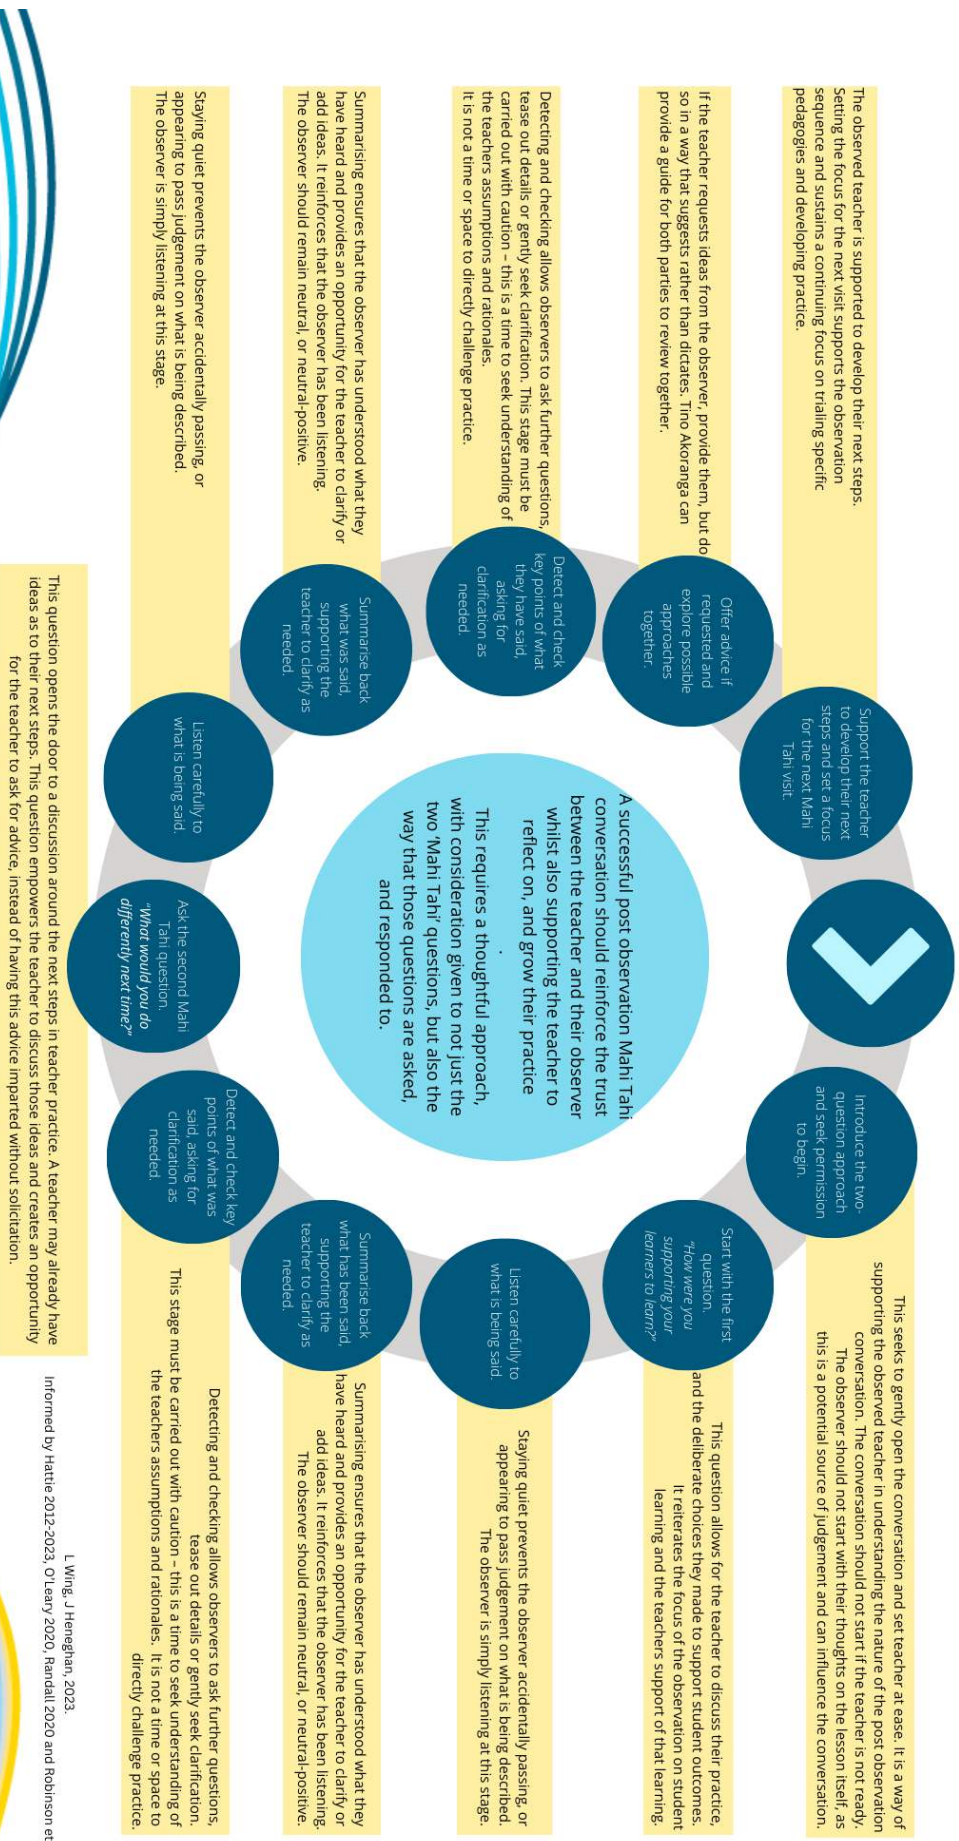 A successful post observation Mahi Tahi
conversation should reinforce the trust
between the teacher and their observer
whilst also supporting the teacher to
reflect on, and grow their practice
.
This requires a thoughtful approach,
with consideration given to not just the
two ‘Mahi Tahi’ questions, but also the
way that those questions are asked,
and responded to.
Introduce the two-
question approach
and seek permission
to begin.
This seeks to gently open the conversation and set teacher at ease. It is a way of
supporting the observed teacher in understanding the nature of the post observation
conversation. The conversation should not start if the teacher is not ready.
The observer should not start with their thoughts on the lesson itself, as
this is a potential source of judgement and can influence the conversation.
Start with the first
question.
"How were you
supporting your
learners to learn?"
This question allows for the teacher to discuss their practice,
and the deliberate choices they made to support student outcomes.
It reiterates the focus of the observation on student
learning and the teachers support of that learning.
Listen carefully to
what is being said.
Staying quiet prevents the observer accidentally passing, or
appearing to pass judgement on what is being described.
The observer is simply listening at this stage.
Summarise back
what has been said,
supporting the
teacher to clarify as
needed.
Summarising ensures that the observer has understood what they
have heard and provides an opportunity for the teacher to clarify or
add ideas. It reinforces that the observer has been listening.
The observer should remain neutral, or neutral-positive.
Detect and check key
points of what was
said, asking for
clarification as
needed.
Detecting and checking allows observers to ask further questions,
tease out details or gently seek clarification.
This stage must be carried out with caution – this is a time to seek understanding of
the teachers assumptions and rationales. It is not a time or space to
directly challenge practice.
Ask the second Mahi
Tahi question.
"What would you do
differently next time?"
This question opens the door to a discussion around the next steps in teacher practice. A teacher may already have
ideas as to their next steps. This question empowers the teacher to discuss those ideas and creates an opportunity
for the teacher to ask for advice, instead of having this advice imparted without solicitation.
Listen carefully to
what is being said.
Staying quiet prevents the observer accidentally passing, or
appearing to pass judgement on what is being described.
The observer is simply listening at this stage.
Summarise back
what was said,
supporting the
teacher to clarify as
needed.
Summarising ensures that the observer has understood what they
have heard and provides an opportunity for the teacher to clarify or
add ideas. It reinforces that the observer has been listening.
The observer should remain neutral, or neutral-positive.
Detect and check
key points of what
they have said,
asking for
clarification as
needed.
Detecting and checking allows observers to ask further questions,
tease out details or gently seek clarification. This stage must be
carried out with caution – this is a time to seek understanding of
the teachers assumptions and rationales.
It is not a time or space to directly challenge practice.
Offer advice if
requested and
explore possible
approaches
together.
If the teacher requests ideas from the observer, provide them, but do
so in a way that suggests rather than dictates. Tino Akoranga can
provide a guide for both parties to review together.
Support the teacher
to develop their next
steps and set a focus
for the next Mahi
Tahi visit.
The observed teacher is supported to develop their next steps.
Setting the focus for the next visit supports the observation
sequence and sustains a continuing focus on trialing specific
pedagogies and developing practice.
L Wing, J Heneghan, 2023.
Informed by Hattie 2012-2023, O'Leary 2020, Randall 2020 and Robinson et